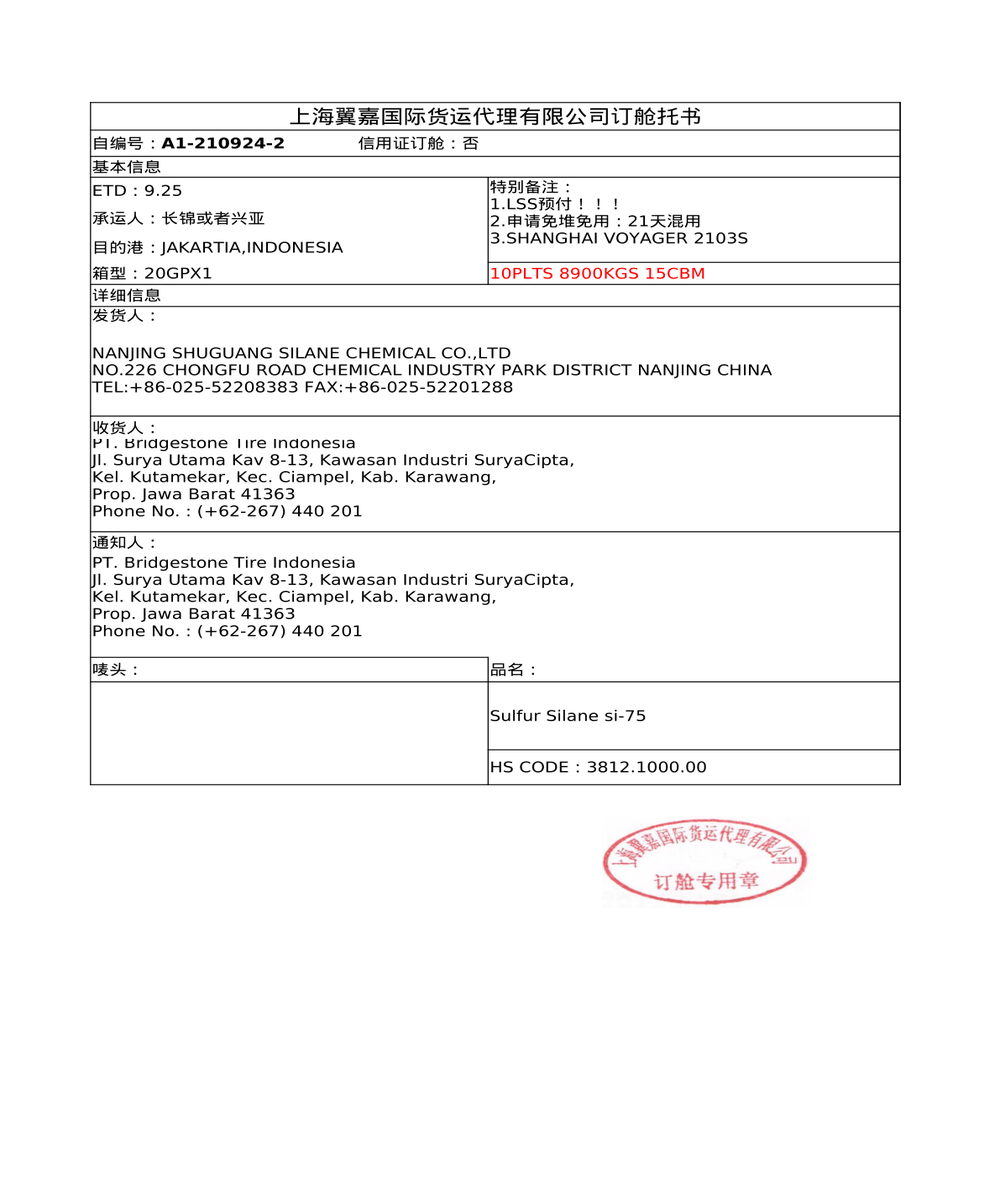 上海翼嘉国际货运代理有限公司订舱托书
自编号：A1-210924-2 信用证订舱：否
基本信息
ETD：9.25
承运人：长锦或者兴亚
目的港：JAKARTIA,INDONESIA
箱型：20GPX1
特别备注：
1.LSS预付！！！
2.申请免堆免用：21天混用
3.SHANGHAI VOYAGER 2103S
10PLTS 8900KGS 15CBM
详细信息
发货人：
NANJING SHUGUANG SILANE CHEMICAL CO.,LTD
NO.226 CHONGFU ROAD CHEMICAL INDUSTRY PARK DISTRICT NANJING CHINA
TEL:+86-025-52208383 FAX:+86-025-52201288
收货人：
PT. Bridgestone Tire Indonesia
Jl. Surya Utama Kav 8-13, Kawasan Industri SuryaCipta,
Kel. Kutamekar, Kec. Ciampel, Kab. Karawang,
Prop. Jawa Barat 41363
Phone No. : (+62-267) 440 201
通知人：
PT. Bridgestone Tire Indonesia
Jl. Surya Utama Kav 8-13, Kawasan Industri SuryaCipta,
Kel. Kutamekar, Kec. Ciampel, Kab. Karawang,
Prop. Jawa Barat 41363
Phone No. : (+62-267) 440 201
唛头：
品名：
Sulfur Silane si-75
HS CODE：3812.1000.00
上海翼嘉国际货运代理有限公司
订舱专用章